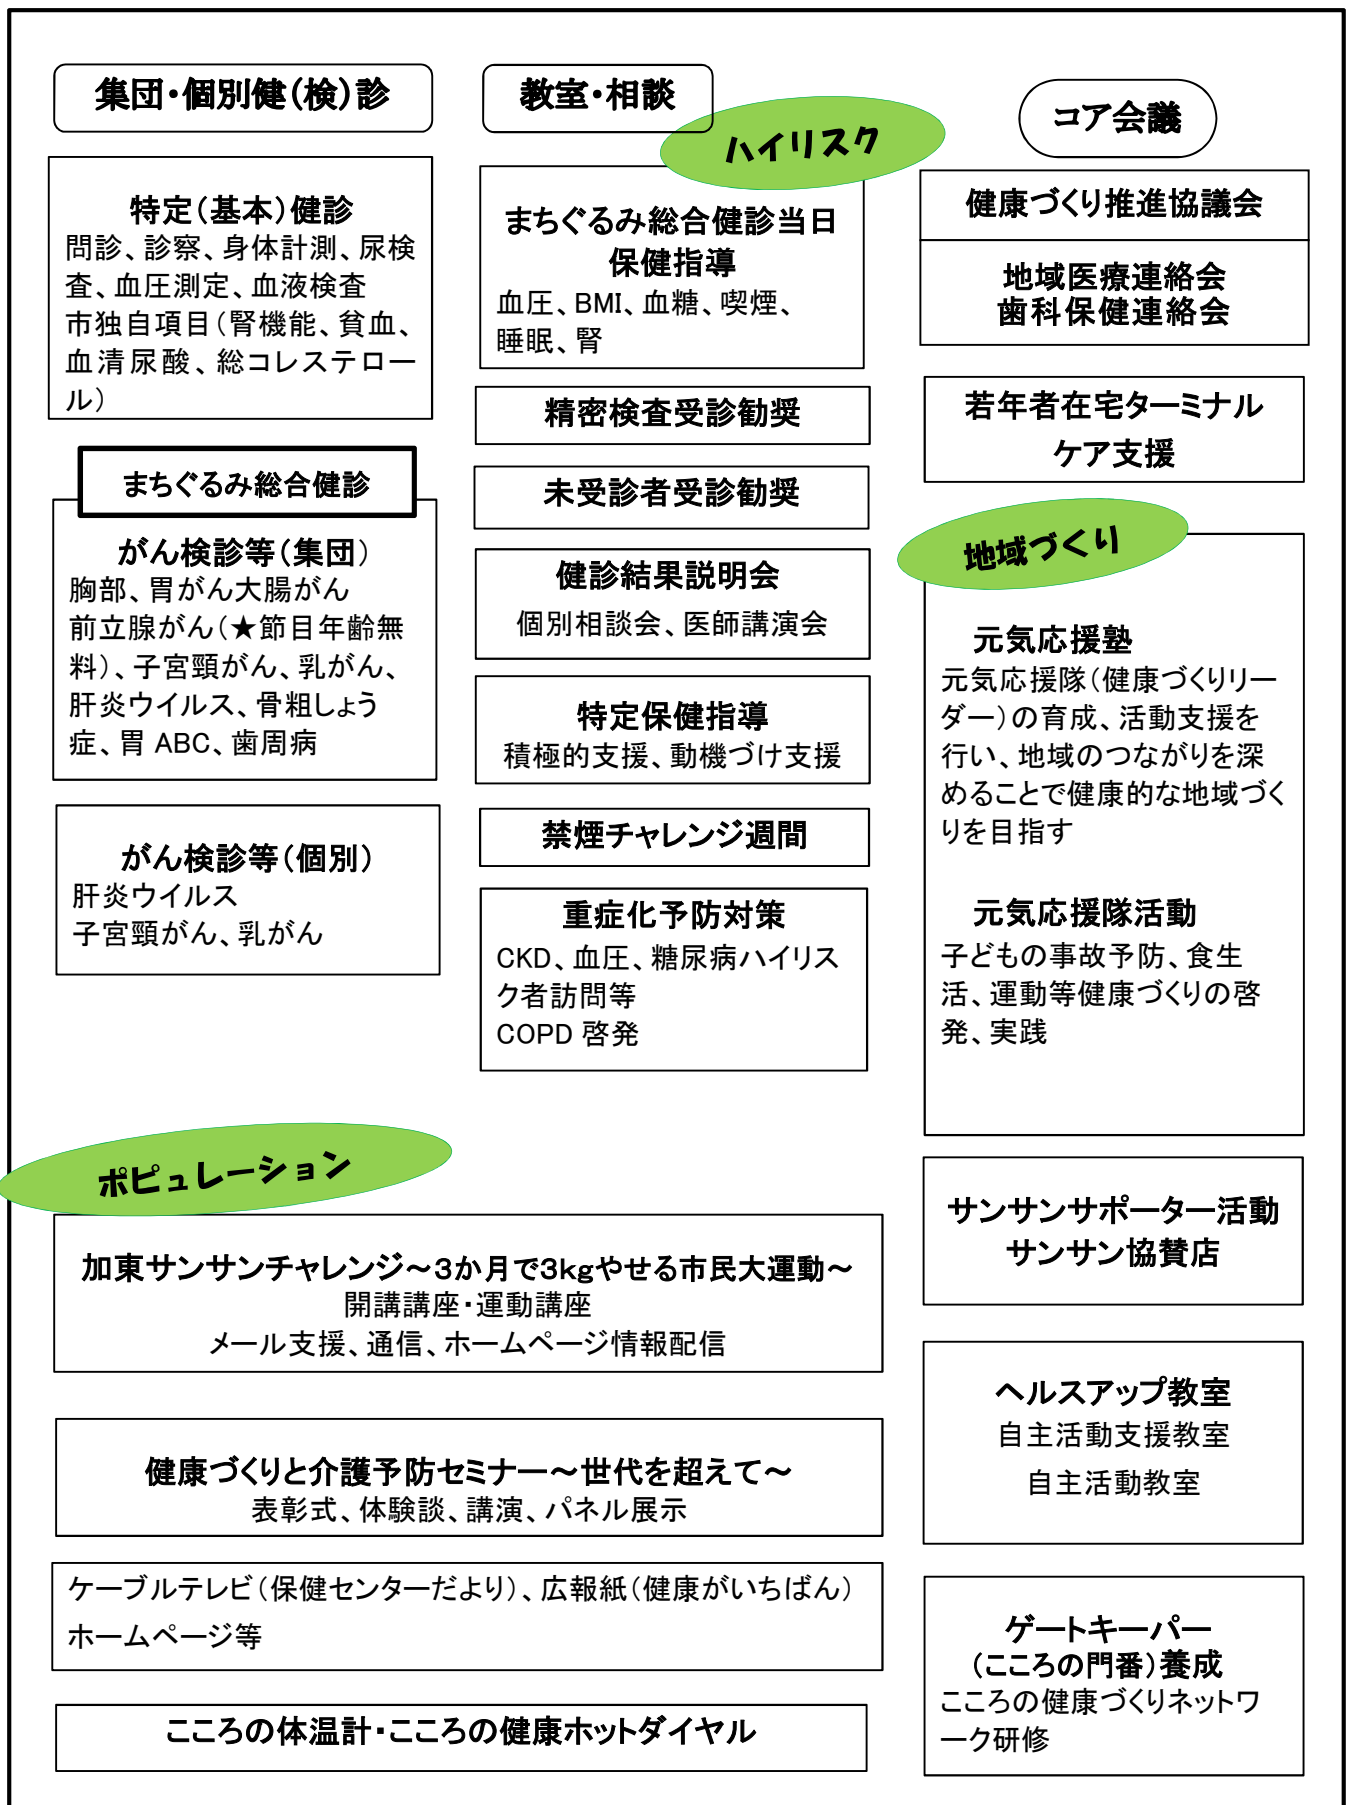 集団・個別健(検)診
特定(基本)健診
問診、診察、身体計測、尿検
査、血圧測定、血液検査
市独自項目(腎機能、貧血、
血清尿酸、総コレステロー
ル)
まちぐるみ総合健診
がん検診等(集団)
胸部、胃がん大腸がん
前立腺がん(★節目年齢無
料)、子宮頸がん、乳がん、
肝炎ウイルス、骨粗しょう
症、胃 ABC、歯周病
がん検診等(個別)
肝炎ウイルス
子宮頸がん、乳がん
教室・相談
ハイリスク
まちぐるみ総合健診当日
保健指導
血圧、BMI、血糖、喫煙、
睡眠、腎
精密検査受診勧奨
未受診者受診勧奨
健診結果説明会
個別相談会、医師講演会
特定保健指導
積極的支援、動機づけ支援
禁煙チャレンジ週間
重症化予防対策
CKD、血圧、糖尿病ハイリス
ク者訪問等
COPD 啓発
コア会議
健康づくり推進協議会
地域医療連絡会
歯科保健連絡会
若年者在宅ターミナル
ケア支援
地域づくり
元気応援塾
元気応援隊(健康づくりリー
ダー)の育成、活動支援を
行い、地域のつながりを深
めることで健康的な地域づく
りを目指す
元気応援隊活動
子どもの事故予防、食生
活、運動等健康づくりの啓
発、実践
サンサンサポーター活動
サンサン協賛店
ヘルスアップ教室
自主活動支援教室
自主活動教室
ゲートキーパー
(こころの門番)養成
こころの健康づくりネットワ
ーク研修
ポピュレーション
加東サンサンチャレンジ~3か月で3kgやせる市民大運動~
開講講座・運動講座
メール支援、通信、ホームページ情報配信
健康づくりと介護予防セミナー~世代を超えて~
表彰式、体験談、講演、パネル展示
ケーブルテレビ(保健センターだより)、広報紙(健康がいちばん)
ホームページ等
こころの体温計・こころの健康ホットダイヤル